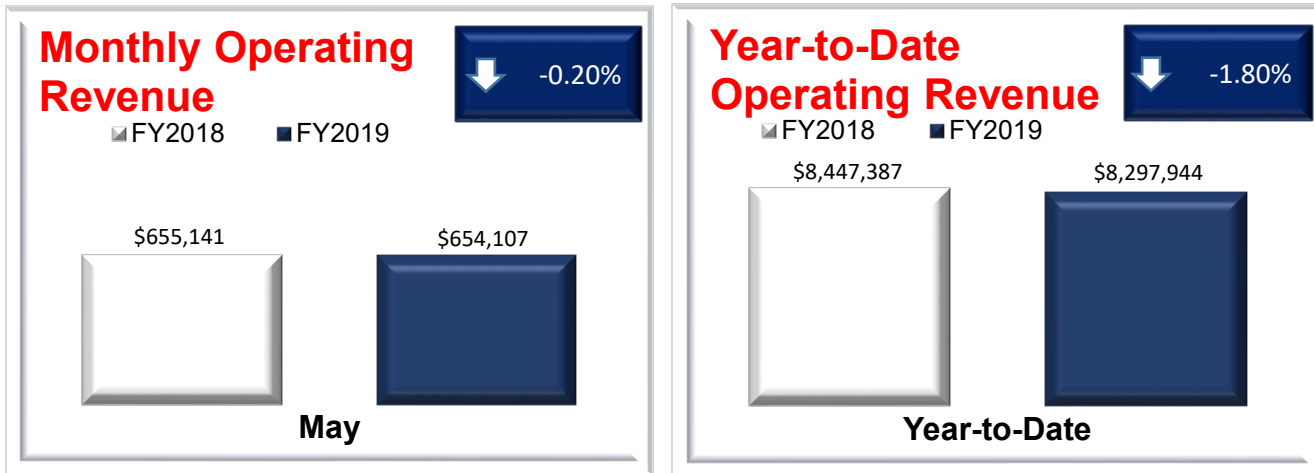 Monthly Operating
Revenue
-0.20%
FY2018 FY2019
$655,141 $654,107
May
Year-to-Date
Operating Revenue
-1.80%
FY2018 FY2019
$8,447,387 $8,297,944
Year-to-Date